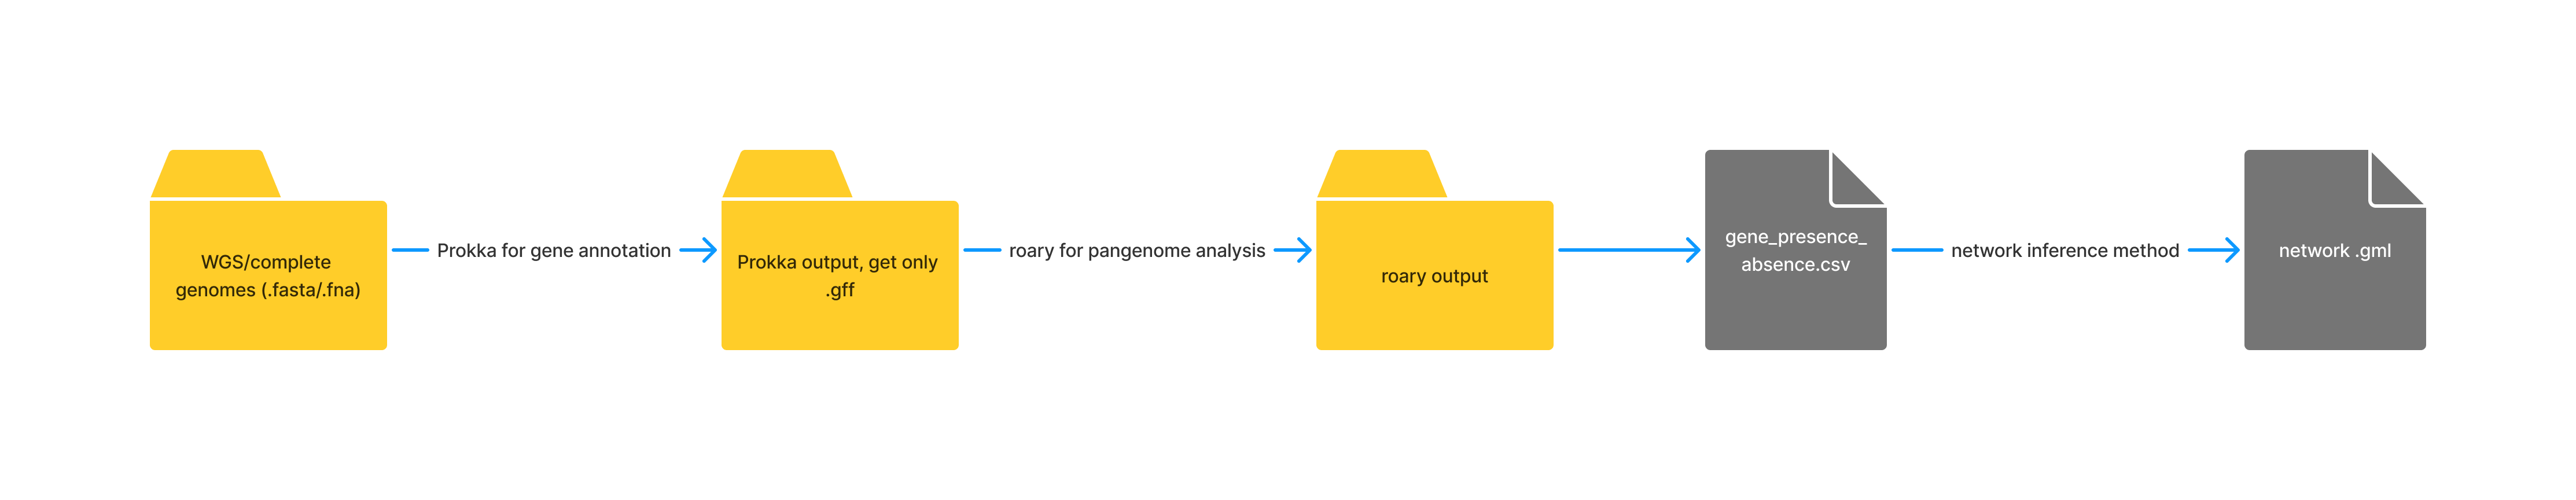 WGS/complete
genomes (.fasta/.fna)
Prokka for gene annotation
Prokka output, get only
.gff
roary for pangenome analysis
roary output
gene_presence_
absence.csv
network inference method
network .gml